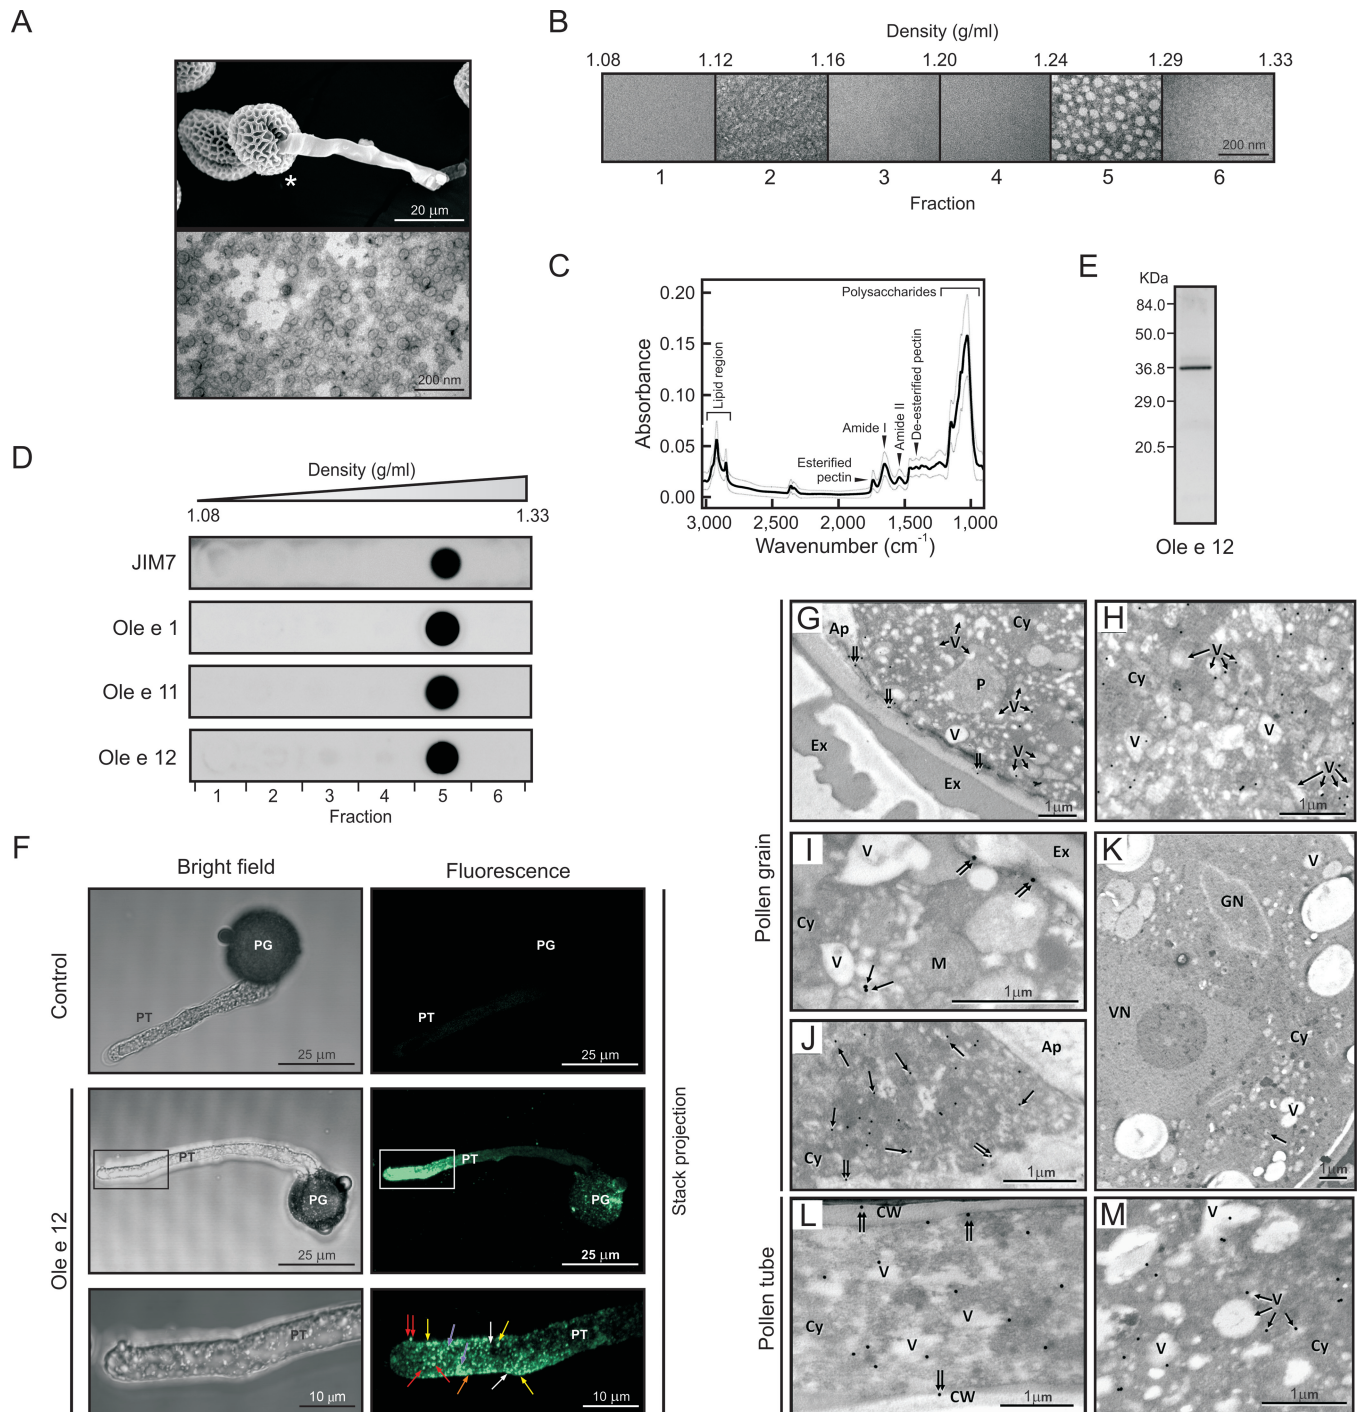 A
*
20 µm
200 nm
B
Density (g/ml)
1.08 1.12 1.16 1.20 1.24 1.29 1.33
200 nm
1 2 3 4 5 6
Fraction
C
Absorbance
0.20
0.15
0.10
0.05
0.00
Lipid region
Polysaccharides
Amide I
Amide II
De-esterified pectin
Esterified
pectin
3,000 2,500 2,000 1,500 1,000
Wavenumber (cm-1)
E
KDa
84.0
50.0
36.8
29.0
20.5
Ole e 12
D
Density (g/ml)
1.08 1.33
JIM7
Ole e 1
Ole e 11
Ole e 12
1 2 3 4 5 6
Fraction
F
Bright field Fluorescence
Control
PG
PT
25 µm
PG
PT
25 µm
Ole e 12
PT
PG
25 µm
PT
PG
25 µm
PT
10 µm
PT
10 µm
Stack projection
Pollen grain
G
Ap
V
Cy
P
V
V
V
Ex
Ex
1µm
H
V
Cy
V
V
V
1µm
I
V
Ex
Cy
V
M
1µm
J
Ap
Cy
1µm
K
V
GN
VN
Cy
V
1µm
Pollen tube
L
CW
V
V
Cy
V
CW
1µm
M
V
V
V
Cy
1µm